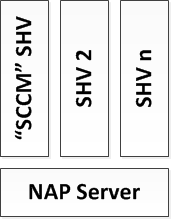 “SCCM” SHV
SHV 2
SHV n
NAP Server